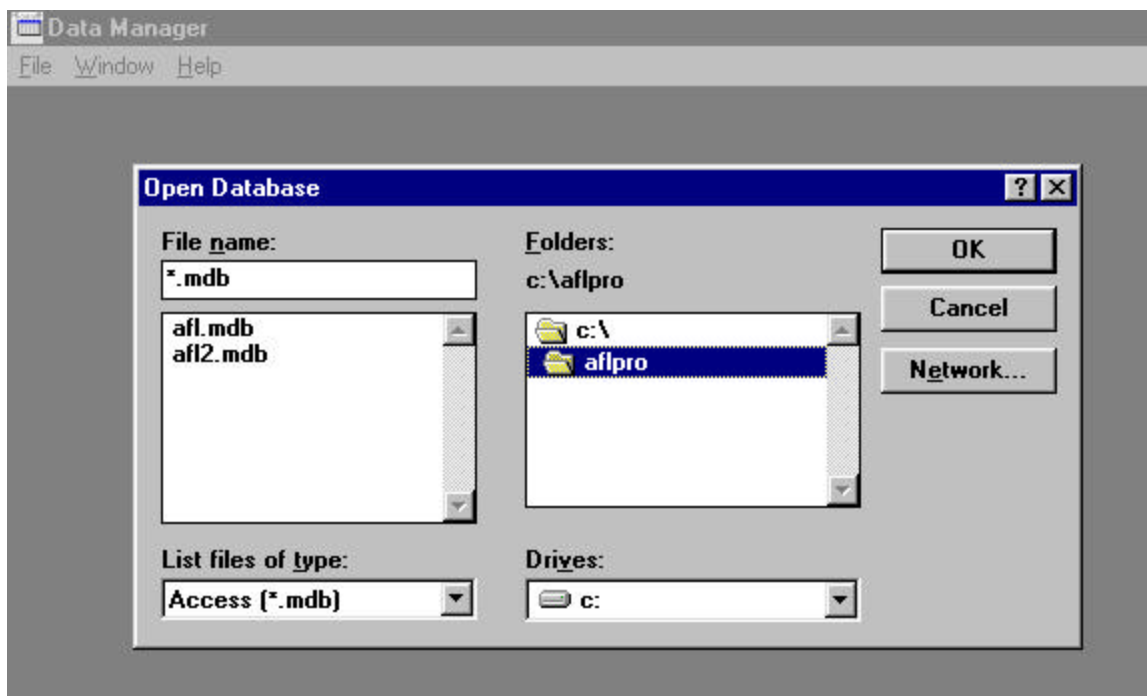 Data Manager
File Window Help
Open Database
File name:
*.mdb
afl.mdb
afl2.mdb
List files of type:
Access (*.mdb)
Folders:
c:\aflpro
c:\
aflpro
Drives:
c:
OK
Cancel
Network...